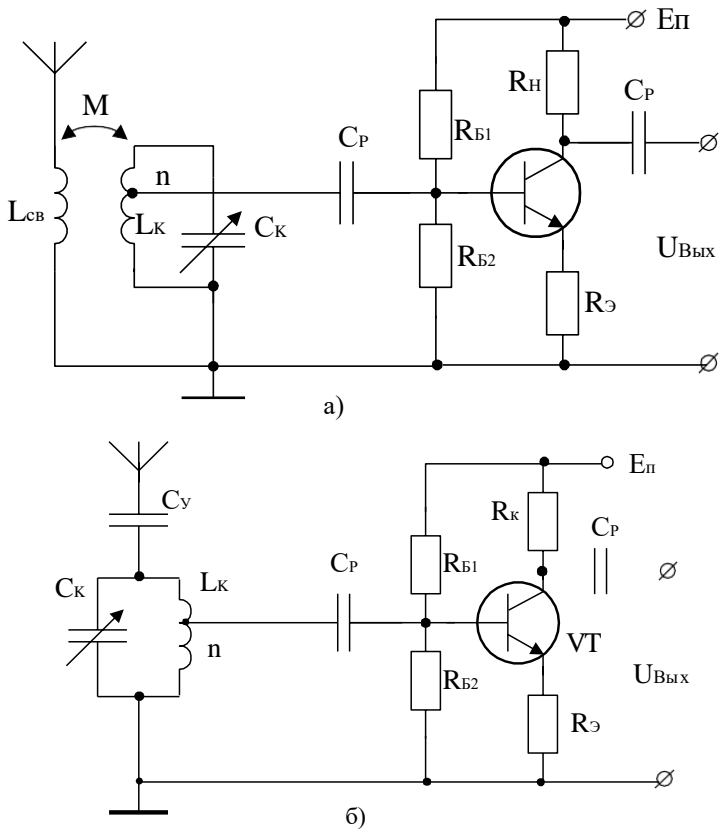 Eп
Rн
Cр
M
RБ1
Cр
n
Lсв
Lк
Cк
UВых
RБ2
Rэ
а)
Cу
Eп
Rк
Cр
Lк
Cр
RБ1
Cк
VT
n
UВых
RБ2
Rэ
б)